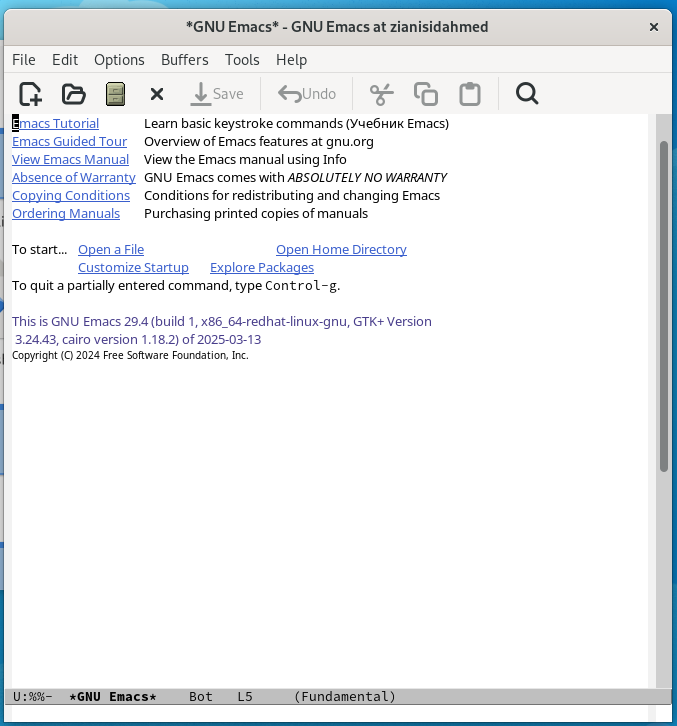 *GNU Emacs* - GNU Emacs at zianisidahmed
File Edit Options Buffers Tools Help
Save Undo
Emacs Tutorial Learn basic keystroke commands (Учебник Emacs)
Emacs Guided Tour Overview of Emacs features at gnu.org
View Emacs Manual View the Emacs manual using Info
Absence of Warranty GNU Emacs comes with ABSOLUTELY NO WARRANTY
Copying Conditions Conditions for redistributing and changing Emacs
Ordering Manuals Purchasing printed copies of manuals
To start... Open a File Open Home Directory
Customize Startup Explore Packages
To quit a partially entered command, type Control-g.
This is GNU Emacs 29.4 (build 1, x86_64-redhat-linux-gnu, GTK+ Version
3.24.43, cairo version 1.18.2) of 2025-03-13
Copyright (C) 2024 Free Software Foundation, Inc.
U:%%- *GNU Emacs* Bot L5 (Fundamental)